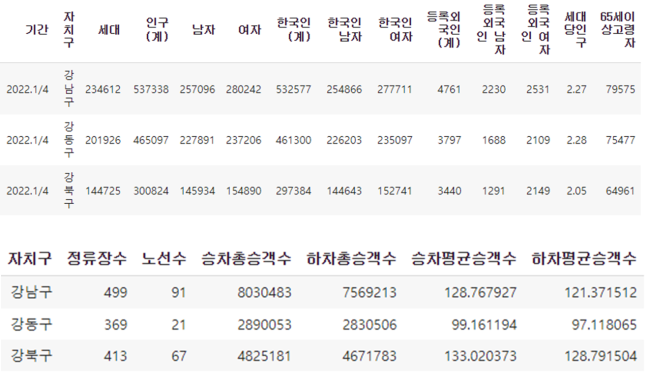 기간 자치구 세대 인구(계) 남자 여자 한국인(계) 한국인남자 한국인여자 등록외국인(계) 등록외국인 남자 등록외국인 여자 세대당인구 65세이상고령자
2022.1/4 강남구 234612 537338 257096 280242 532577 254866 277711 4761 2230 2531 2.27 79575
2022.1/4 강동구 201926 465097 227891 237206 461300 226203 235097 3797 1688 2109 2.28 75477
2022.1/4 강북구 144725 300824 145934 154890 297384 144643 152741 3440 1291 2149 2.05 64961
자치구 정류장수 노선수 승차총승객수 하차총승객수 승차평균승객수 하차평균승객수
강남구 499 91 8030483 7569213 128.767927 121.371512
강동구 369 21 2890053 2830506 99.161194 97.118065
강북구 413 67 4825181 4671783 133.020373 128.791504